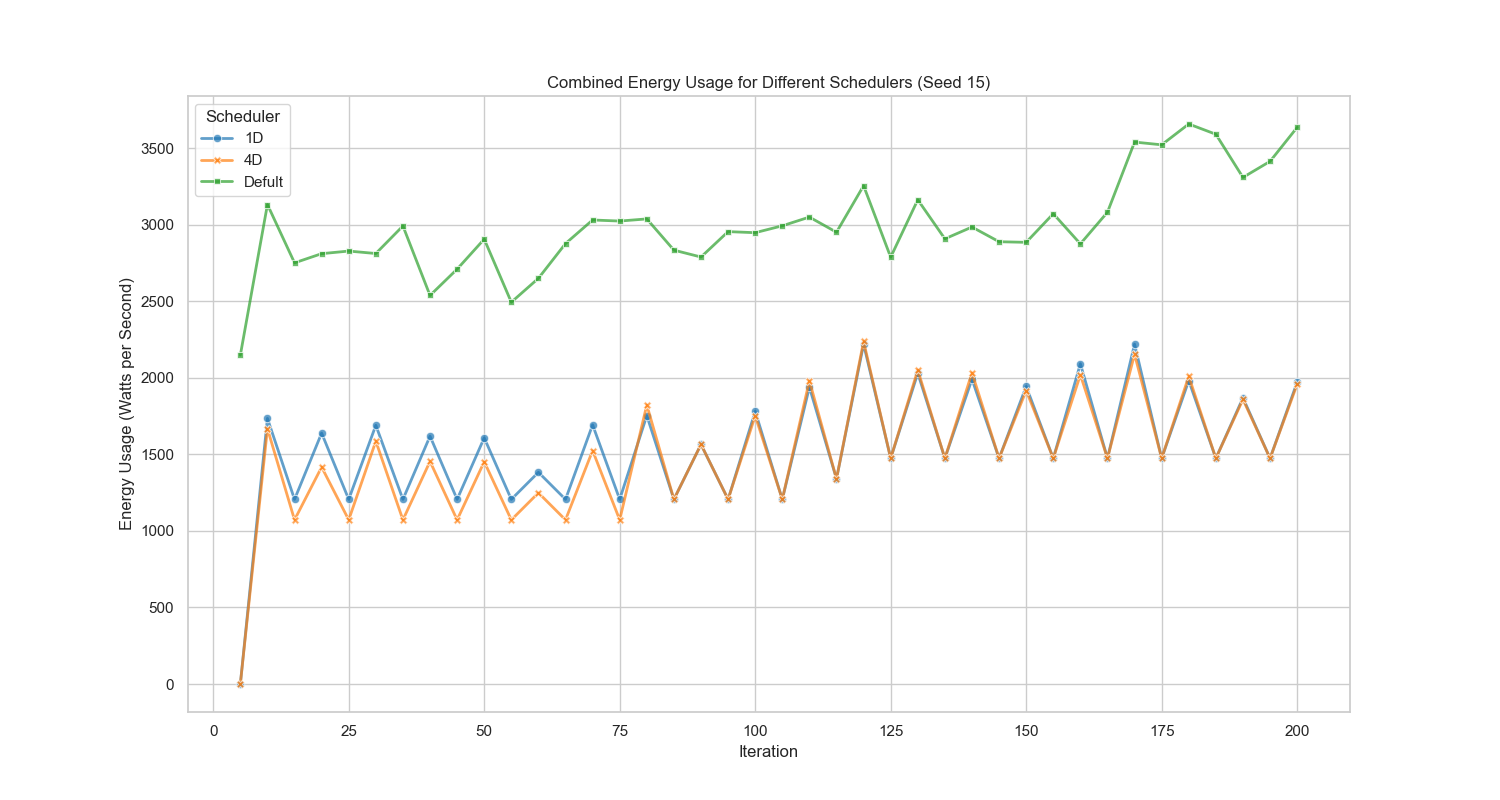 Combined Energy Usage for Different Schedulers (Seed 15)
Scheduler
1D
4D
Defult
Energy Usage (Watts per Second)
3500
3000
2500
2000
1500
1000
500
0
0 25 50 75 100 125 150 175 200
Iteration